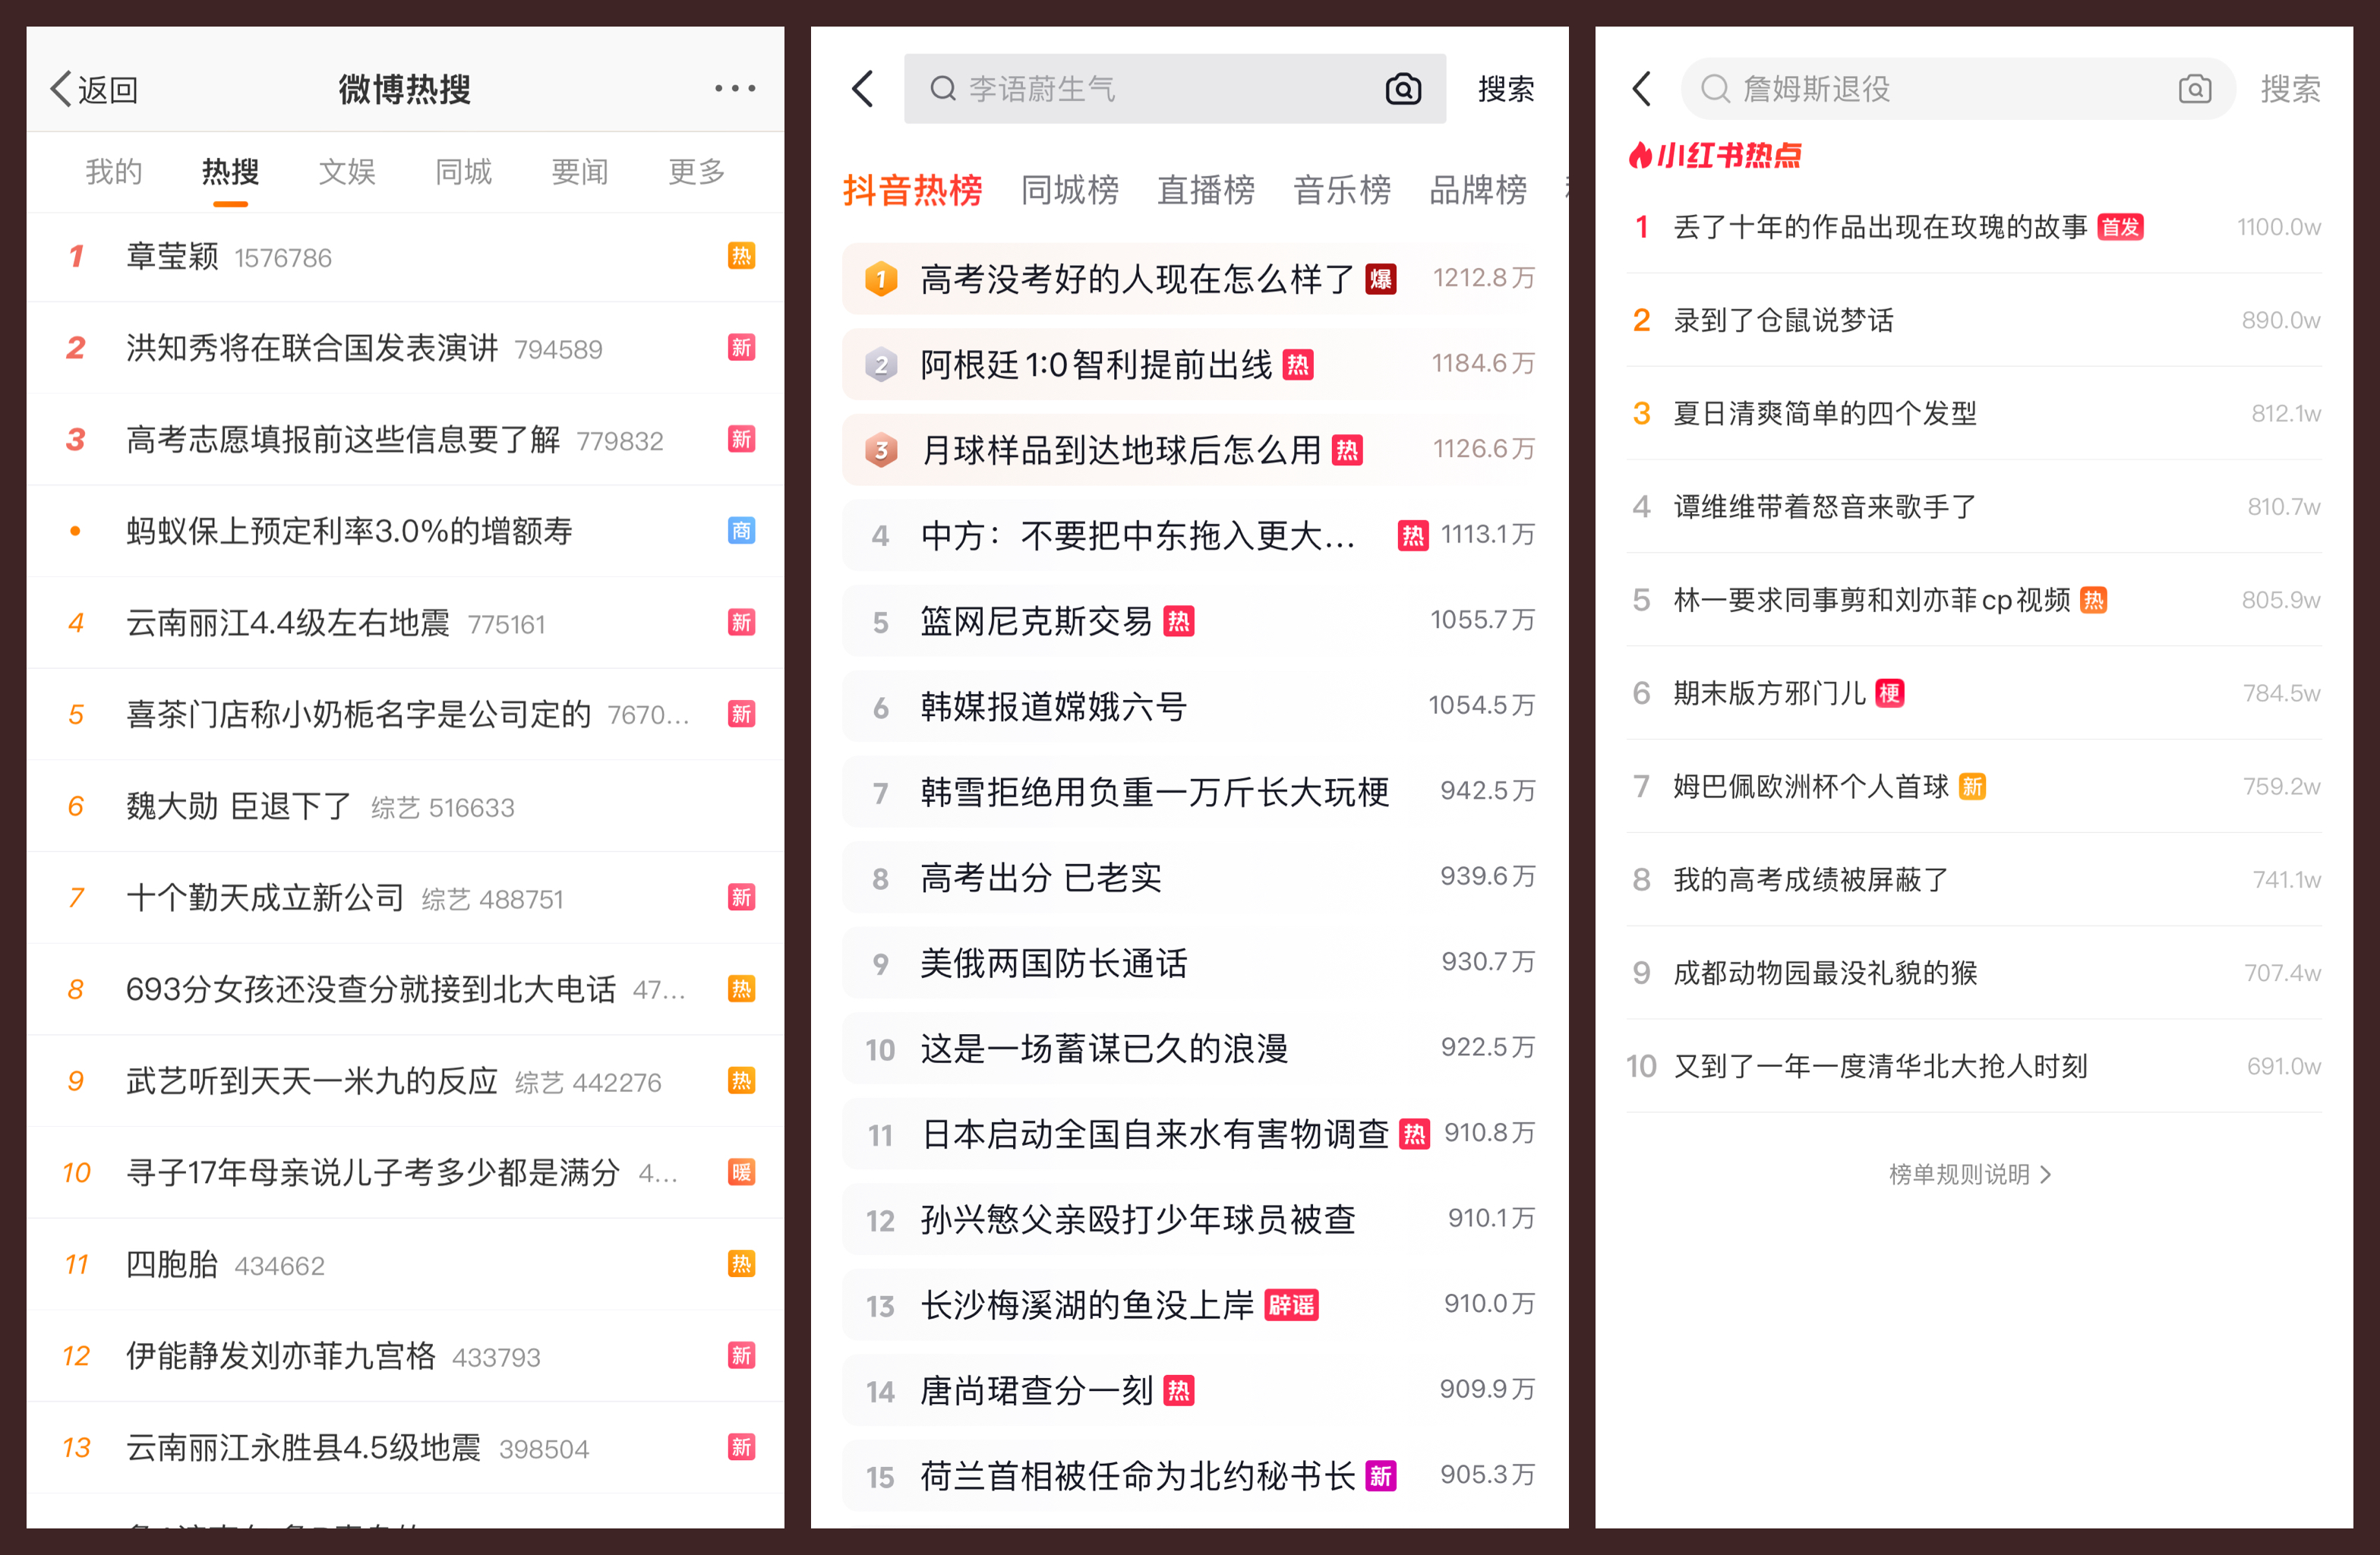 返回
微博热搜
我的 热搜 文娱 同城 要闻 更多
1 章莹颖 1576786 热
2 洪知秀将在联合国发表演讲 794589 新
3 高考志愿填报前这些信息要了解 779832 新
蚂蚁保上预定利率3.0%的增额寿 商
4 云南丽江4.4级左右地震 775161 新
5 喜茶门店称小奶栀名字是公司定的 7670... 新
6 魏大勋 臣退下了 综艺 516633
7 十个勤天成立新公司 综艺 488751 新
8 693分女孩还没查分就接到北大电话 47... 热
9 武艺听到天天一米九的反应 综艺 442276 热
10 寻子17年母亲说儿子考多少都是满分 4... 暖
11 四胞胎 434662 热
12 伊能静发刘亦菲九宫格 433793 新
13 云南丽江永胜县4.5级地震 398504 新
李语蔚生气 搜索
抖音热榜 同城榜 直播榜 音乐榜 品牌榜
1 高考没考好的人现在怎么样了 爆 1212.8万
2 阿根廷1:0智利提前出线 热 1184.6万
3 月球样品到达地球后怎么用 热 1126.6万
4 中方：不要把中东拖入更大... 热 1113.1万
5 篮网尼克斯交易 热 1055.7万
6 韩媒报道嫦娥六号 1054.5万
7 韩雪拒绝用负重一万斤长大玩梗 942.5万
8 高考出分 已老实 939.6万
9 美俄两国防长通话 930.7万
10 这是一场蓄谋已久的浪漫 922.5万
11 日本启动全国自来水有害物调查 热 910.8万
12 孙兴慜父亲殴打少年球员被查 910.1万
13 长沙梅溪湖的鱼没上岸 辟谣 910.0万
14 唐尚珺查分一刻 热 909.9万
15 荷兰首相被任命为北约秘书长 新 905.3万
詹姆斯退役 搜索
小红书热点
1 丢了十年的作品出现在玫瑰的故事 首发 1100.0w
2 录到了仓鼠说梦话 890.0w
3 夏日清爽简单的四个发型 812.1w
4 谭维维带着怒音来歌手了 810.7w
5 林一要求同事剪和刘亦菲cp视频 热 805.9w
6 期末版方邪门儿 梗 784.5w
7 姆巴佩欧洲杯个人首球 新 759.2w
8 我的高考成绩被屏蔽了 741.1w
9 成都动物园最没礼貌的猴 707.4w
10 又到了一年一度清华北大抢人时刻 691.0w
榜单规则说明